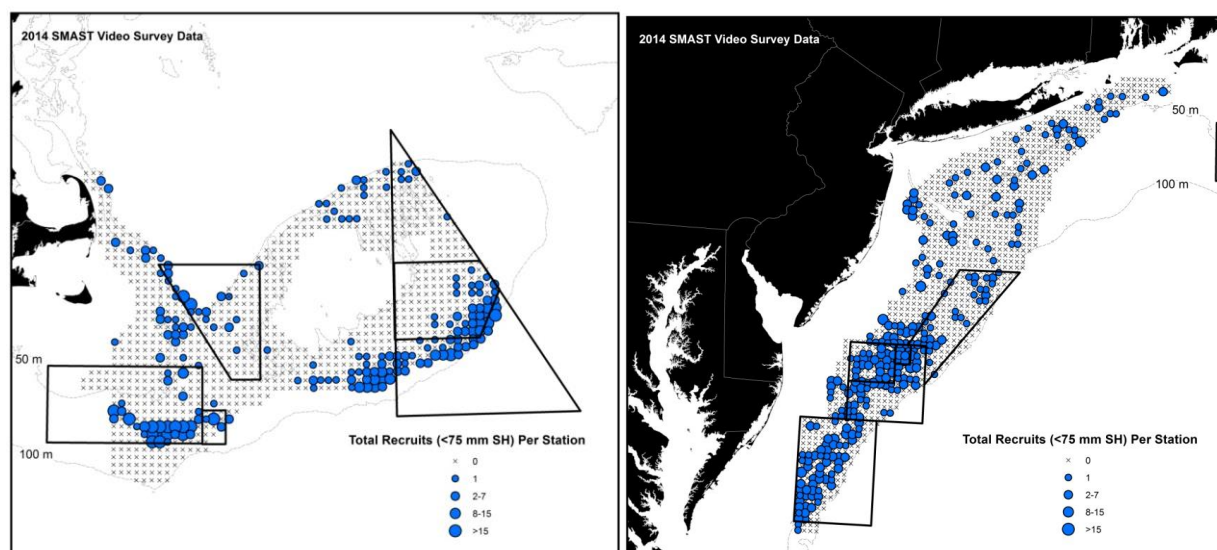 2014 SMAST Video Survey Data
50 m
100 m
Total Recruits (<75 mm SH) Per Station
0
1
2-7
8-15
>15
2014 SMAST Video Survey Data
50 m
100 m
Total Recruits (<75 mm SH) Per Station
0
1
2-7
8-15
>15